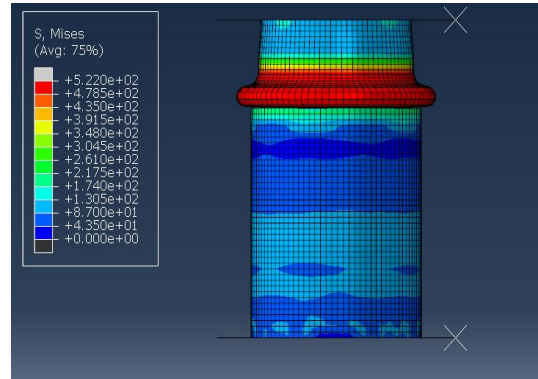 S, Mises
(Avg: 75%)
+5.220e+02
+4.785e+02
+4.350e+02
+3.915e+02
+3.480e+02
+3.045e+02
+2.610e+02
+2.175e+02
+1.740e+02
+1.305e+02
+8.700e+01
+4.350e+01
+0.000e+00